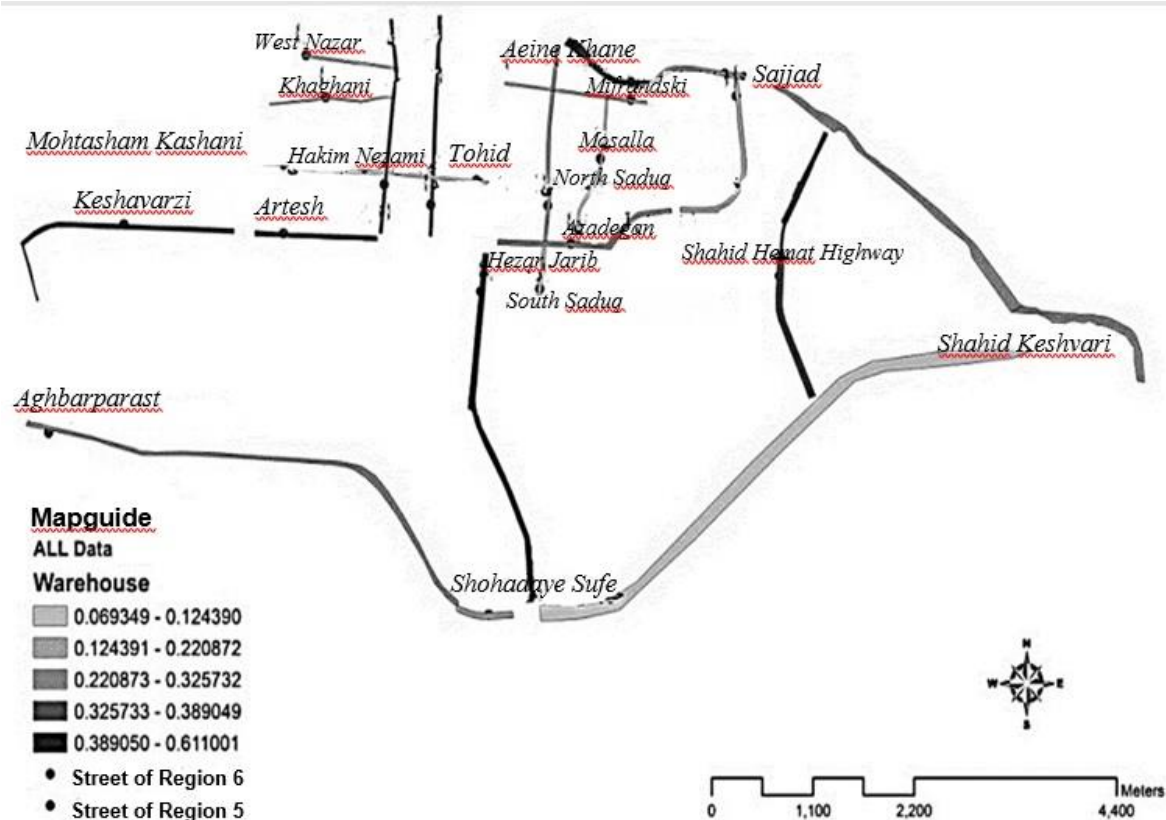 West Nazar
Aeine Khane
Khaghani
Mirfandski
Sajjad
Mohtasham Kashani
Hakim Nezami
Tohid
Mosalla
North Saduq
Keshavarzi
Artesh
Azadegan
Hezar Jarib
Shahid Hemat Highway
South Saduq
Shahid Keshvari
Aghbarparast
Shohadaye Sufe
Mapguide
ALL Data
Warehouse
0.069349 - 0.124390
0.124391 - 0.220872
0.220873 - 0.325732
0.325733 - 0.389049
0.389050 - 0.611001
Street of Region 6
Street of Region 5
N
W E
S
Meters
0 1,100 2,200 4,400